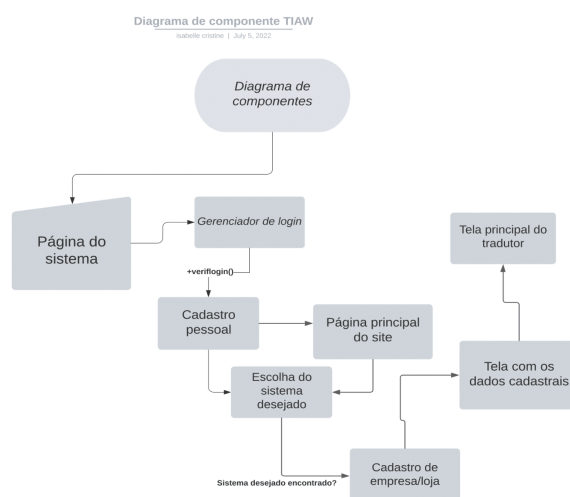 Diagrama de componente TIAW
isabelle cristine | July 5, 2022
Diagrama de
componentes
Página do
sistema
Gerenciador de login
+veriflogin()
Cadastro
pessoal
Página principal
do site
Escolha do
sistema
desejado
Sistema desejado encontrado?
Cadastro de
empresa/loja
Tela com os
dados cadastrais
Tela principal do
tradutor